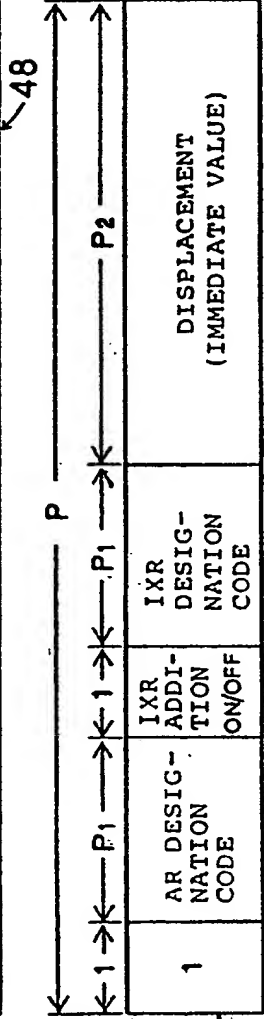 48
P
1
P1
1
P1
P2
1
AR DESIG-
NATION
CODE
IXR
ADDI-
TION
ON/OFF
IXR
DESIG-
NATION
CODE
DISPLACEMENT
(IMMEDIATE VALUE)